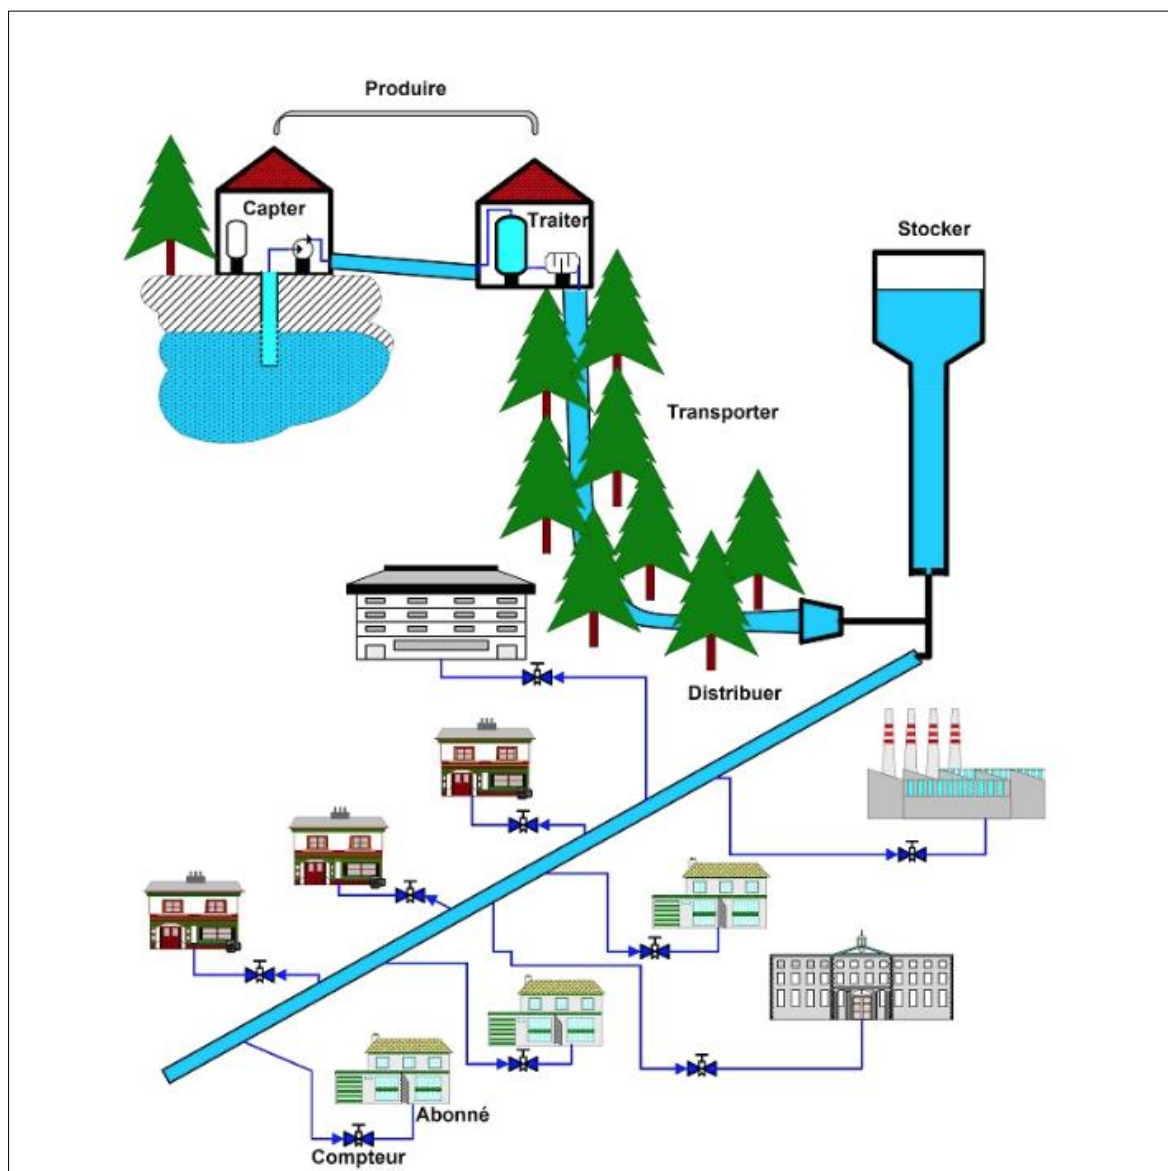 Produire
Capter
Traiter
Stocker
Transporter
Distribuer
Abonné
Compteur